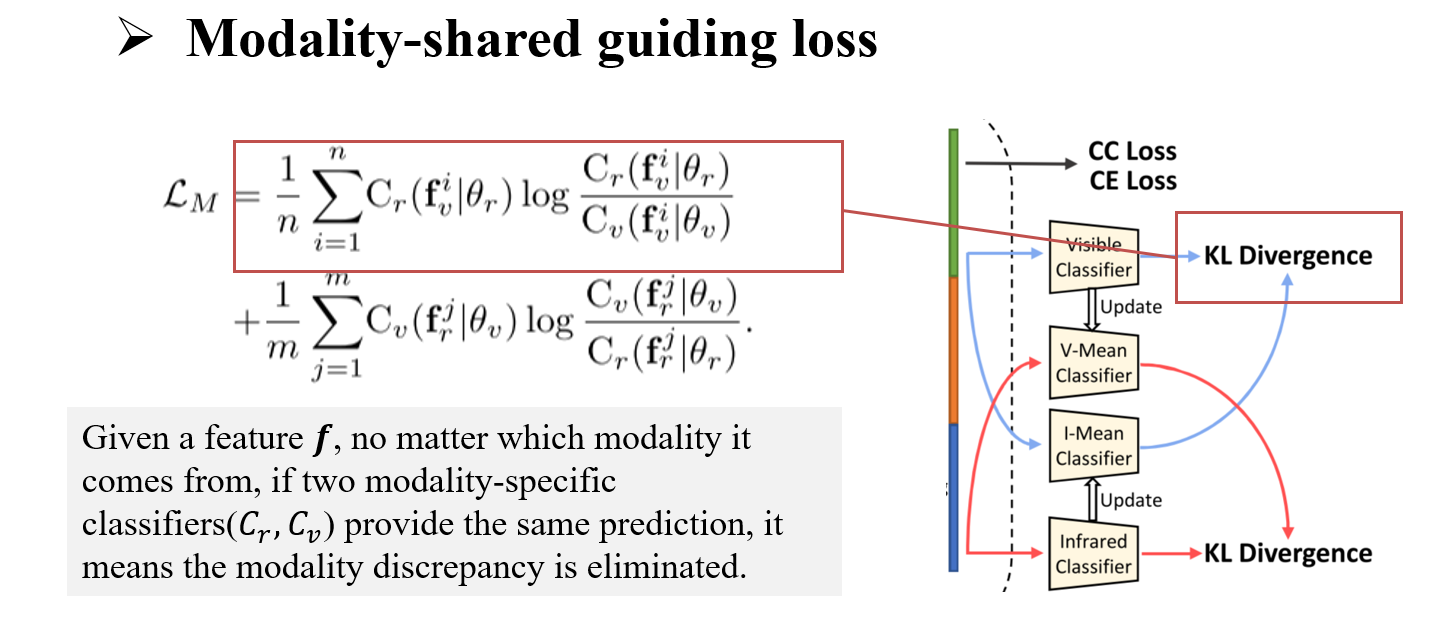 ➢ Modality-shared guiding loss
$\mathcal{L}_M = \frac{1}{n} \sum_{i=1}^{n} \mathrm{C}_r(\mathbf{f}_v^i|\theta_r) \log \frac{\mathrm{C}_r(\mathbf{f}_v^i|\theta_r)}{\mathrm{C}_v(\mathbf{f}_v^i|\theta_v)}$
$+ \frac{1}{m} \sum_{j=1}^{m} \mathrm{C}_v(\mathbf{f}_r^j|\theta_v) \log \frac{\mathrm{C}_v(\mathbf{f}_r^j|\theta_v)}{\mathrm{C}_r(\mathbf{f}_r^j|\theta_r)}.$
Given a feature 𝒇, no matter which modality it
comes from, if two modality-specific
classifiers(𝐶𝑟, 𝐶𝑣) provide the same prediction, it
means the modality discrepancy is eliminated.
CC Loss
CE Loss
Visible
Classifier
KL Divergence
Update
V-Mean
Classifier
I-Mean
Classifier
Update
Infrared
Classifier
KL Divergence